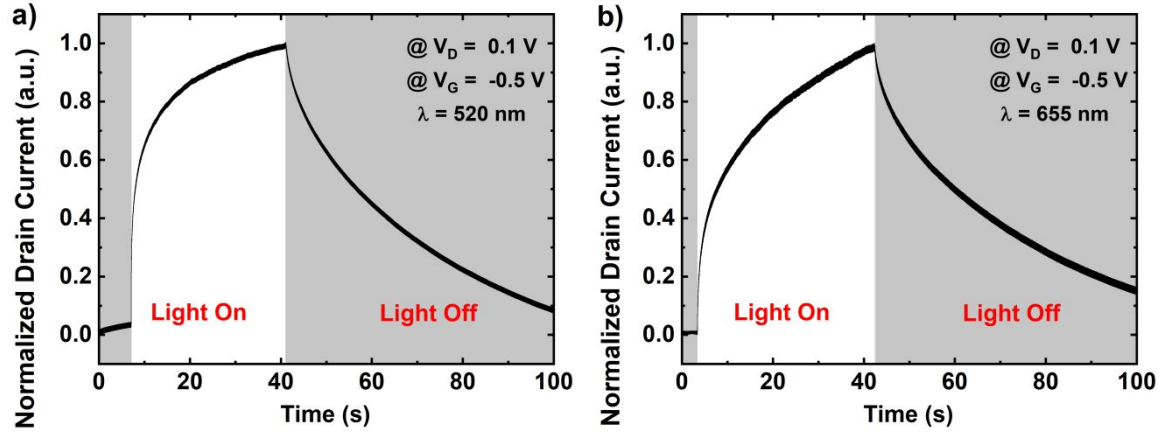 a)
Normalized Drain Current (a.u.)
1.0
0.8
0.6
0.4
0.2
0.0
@ V_D = 0.1 V
@ V_G = -0.5 V
λ = 520 nm
Light On
Light Off
0 20 40 60 80 100
Time (s)
b)
Normalized Drain Current (a.u.)
1.0
0.8
0.6
0.4
0.2
0.0
@ V_D = 0.1 V
@ V_G = -0.5 V
λ = 655 nm
Light On
Light Off
0 20 40 60 80 100
Time (s)